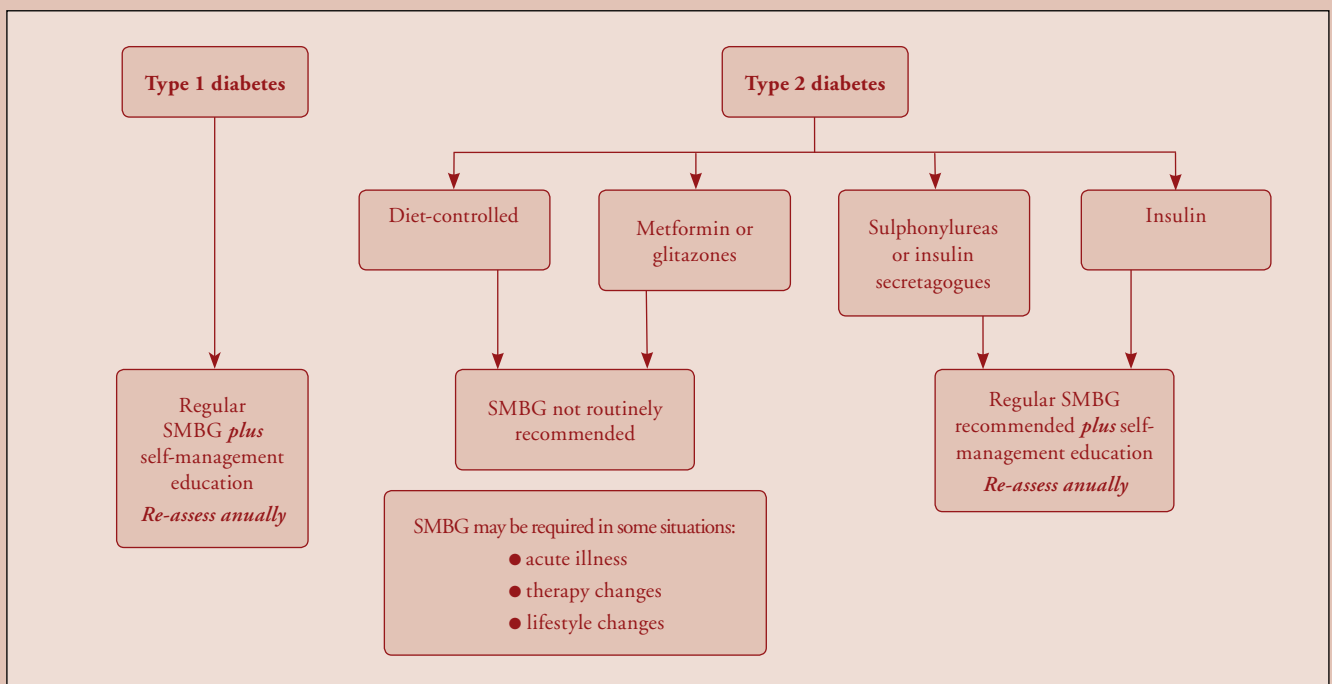 Type 1 diabetes
Type 2 diabetes
Diet-controlled
Metformin or
glitazones
Sulphonylureas
or insulin
secretagogues
Insulin
Regular
SMBG plus
self-management
education
Re-assess anually
SMBG not routinely
recommended
Regular SMBG
recommended plus self-
management education
Re-assess anually
SMBG may be required in some situations:
● acute illness
● therapy changes
● lifestyle changes